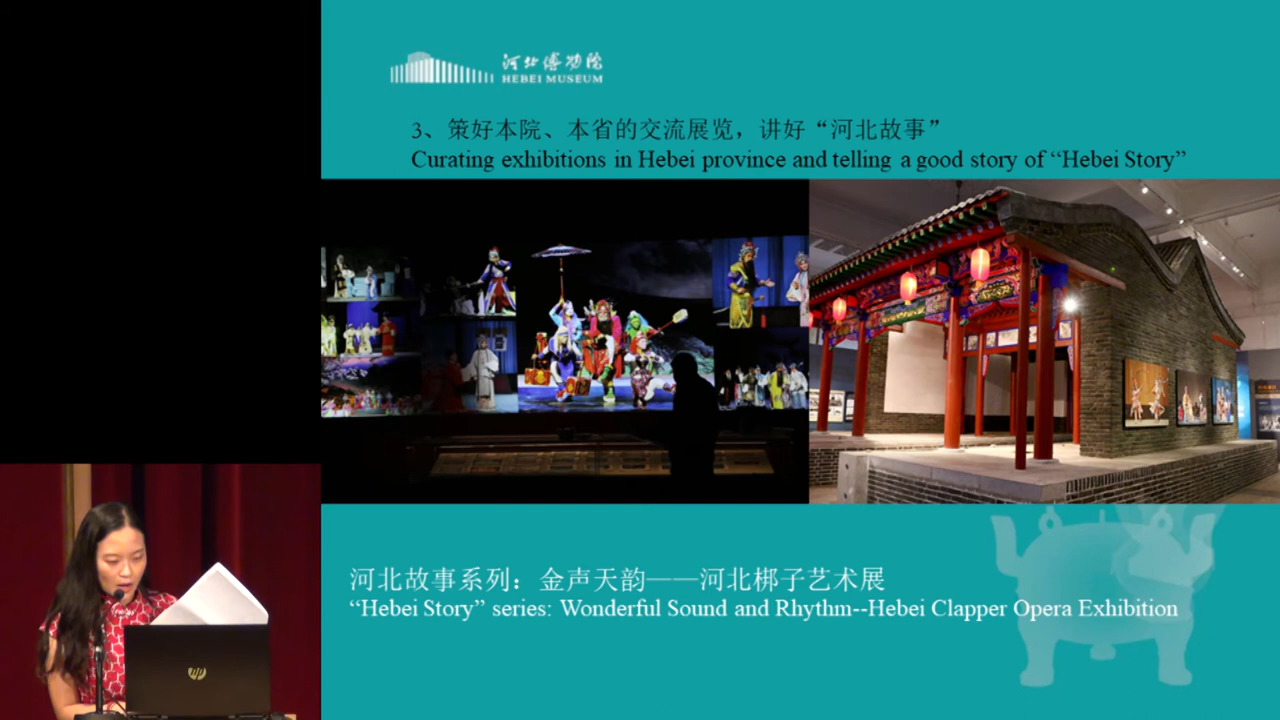 河北博物院
HEBEI MUSEUM
3、策好本院、本省的交流展览，讲好“河北故事”
Curating exhibitions in Hebei province and telling a good story of “Hebei Story”
河北故事系列：金声天韵——河北梆子艺术展
“Hebei Story” series: Wonderful Sound and Rhythm--Hebei Clapper Opera Exhibition
hp